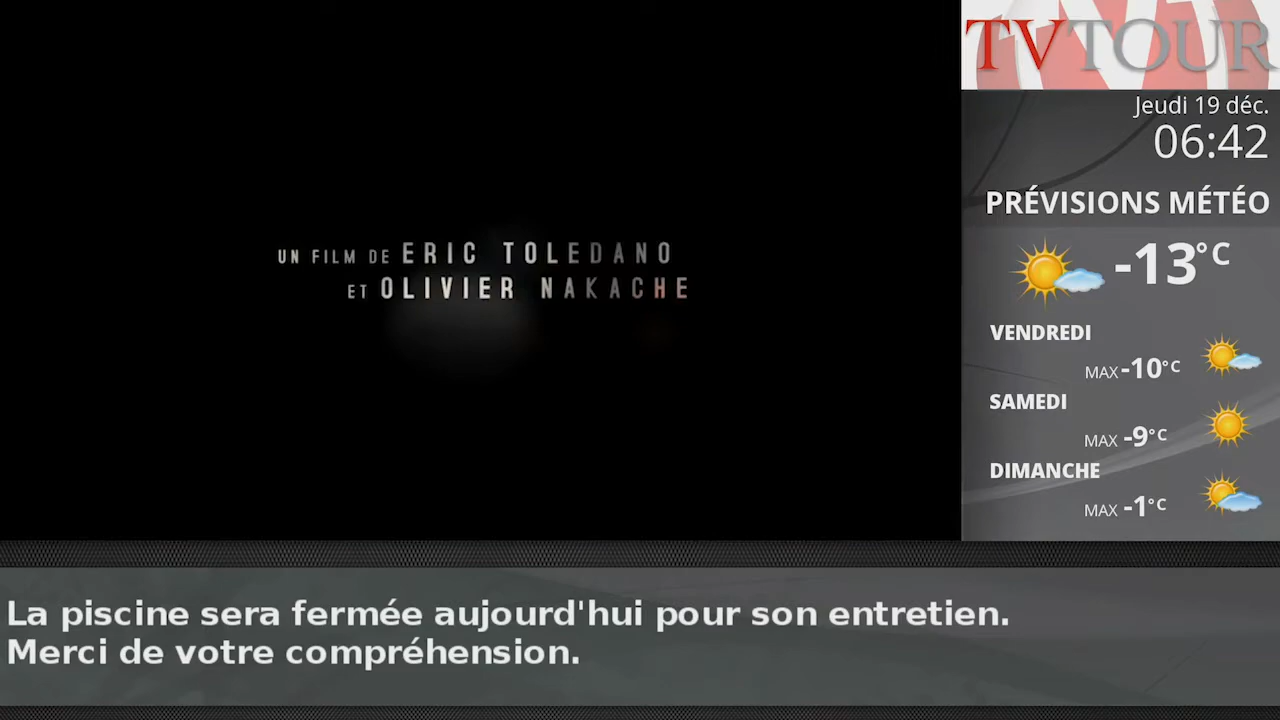 UN FILM DE ERIC TOLEDANO
ET OLIVIER NAKACHE
TVTOUR
Jeudi 19 déc.
06:42
PRÉVISIONS MÉTÉO
-13°C
VENDREDI
MAX -10°C
SAMEDI
MAX -9°C
DIMANCHE
MAX -1°C
La piscine sera fermée aujourd'hui pour son entretien.
Merci de votre compréhension.